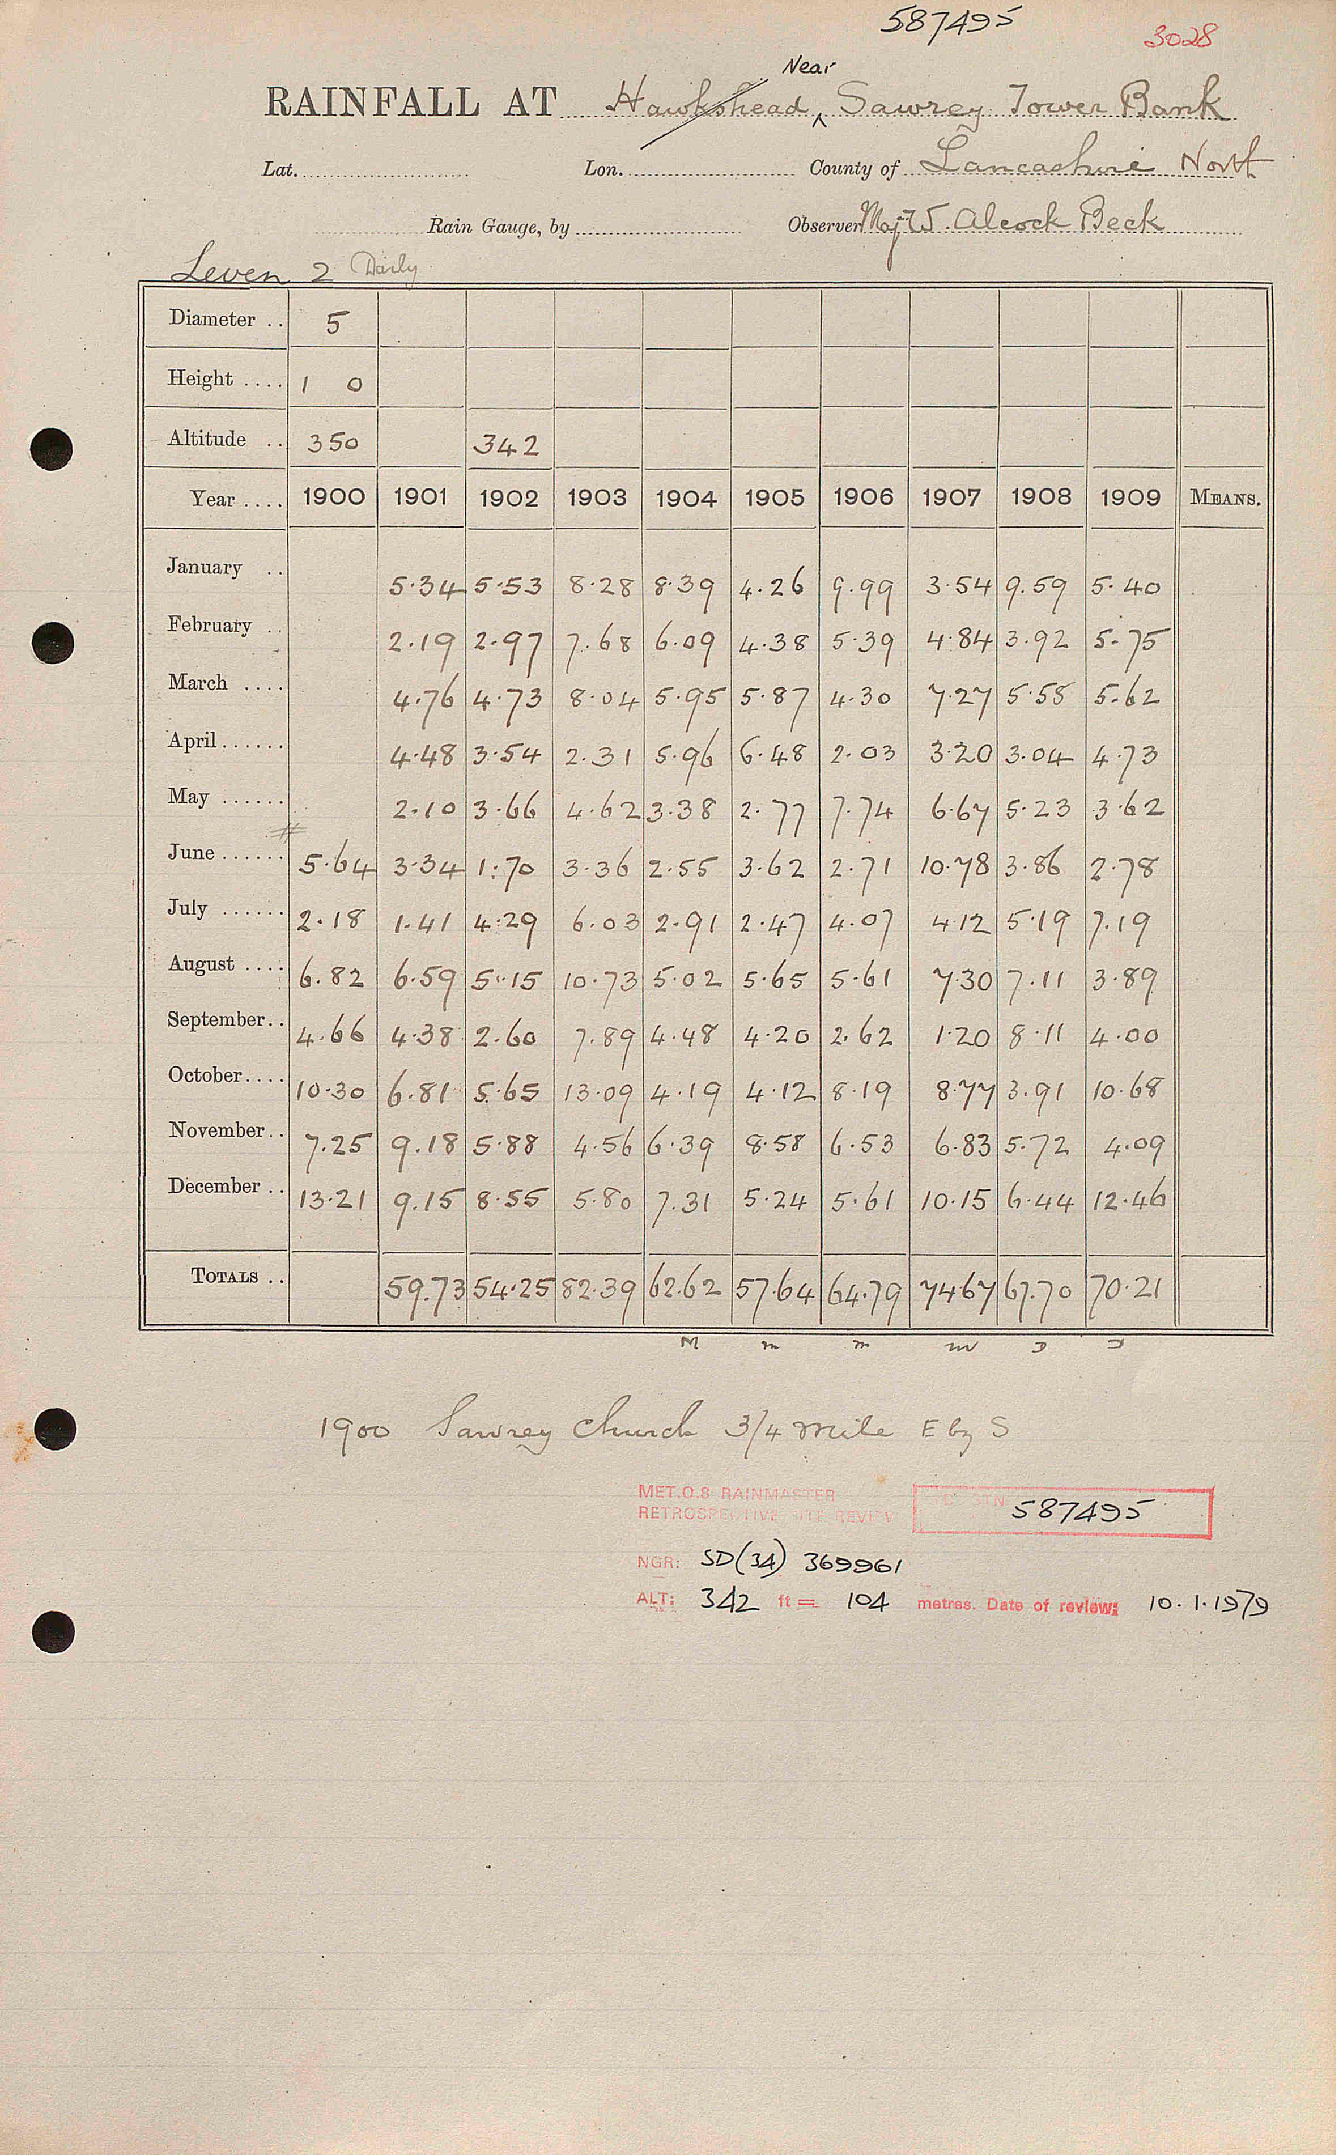 587495
3028
Near
RAINFALL AT Hawkshead Sawrey Tower Bank
Lat. Lon. County of Lancashire North
Rain Gauge, by Observer Maj W. Alcock Beck
Leven 2 Daily
Diameter .. 5
Height .... 1 0
Altitude .. 350 342
Year .... 1900 1901 1902 1903 1904 1905 1906 1907 1908 1909 MEANS.
January .. 5.34 5.53 8.28 8.39 4.26 9.99 3.54 9.59 5.40
February .. 2.19 2.97 7.68 6.09 4.38 5.39 4.84 3.92 5.75
March .... 4.76 4.73 8.04 5.95 5.87 4.30 7.27 5.58 5.62
April...... 4.48 3.54 2.31 5.96 6.48 2.03 3.20 3.04 4.73
May ...... 2.10 3.66 4.62 3.38 2.77 7.74 6.67 5.23 3.62
June ...... 5.64 3.34 1.70 3.36 2.55 3.62 2.71 10.78 3.86 2.78
July ...... 2.18 1.41 4.29 6.03 2.91 2.47 4.07 4.12 5.19 7.19
August .... 6.82 6.59 5.15 10.73 5.02 5.65 5.61 7.30 7.11 3.89
September.. 4.66 4.38 2.60 7.89 4.48 4.20 2.62 1.20 8.11 4.00
October.... 10.30 6.81 5.65 13.09 4.19 4.12 8.19 8.77 3.91 10.68
November.. 7.25 9.18 5.88 4.56 6.39 8.58 6.53 6.83 5.72 4.09
December .. 13.21 9.15 8.55 5.80 7.31 5.24 5.61 10.15 6.44 12.46
TOTALS .. 59.73 54.25 82.39 62.62 57.64 64.79 74.67 67.70 70.21
M m m m
1900 Sawrey Church 3/4 mile E by S
MET.O.8 RAINMASTER
RETROSPECTIVE SITE REVIEW
587495
NGR: SD(34) 369961
ALT: 342 ft = 104 metres. Date of review: 10.1.1979